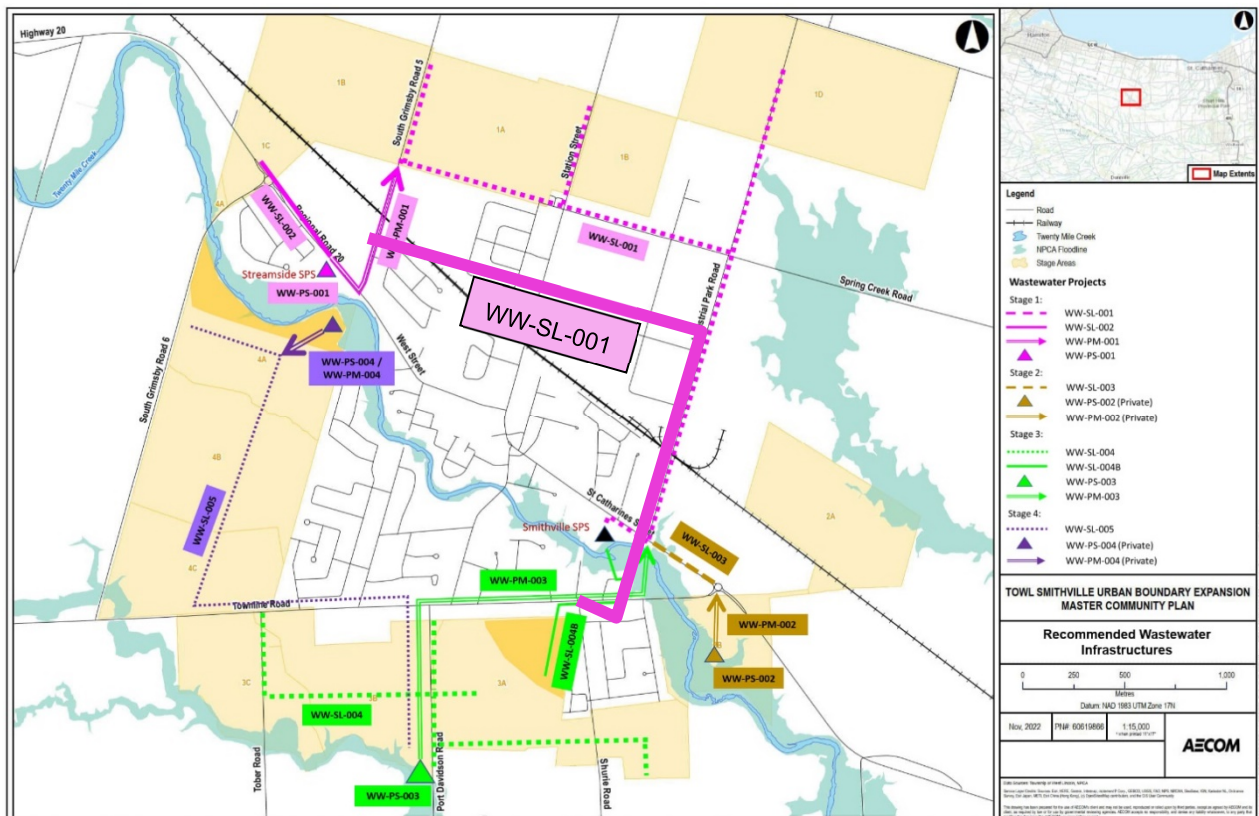 Highway 20
Twenty Mile Creek
South Grimsby Road 5
1B
1A
Station Street
1B
1D
1C
4A
WW-SL-002
Regional Road 20
WW-PM-001
WW-SL-001
Streamside SPS
WW-PS-001
WW-SL-001
Spring Creek Road
South Grimsby Road 6
4A
WW-PS-004 /
WW-PM-004
West Street
4B
WW-SL-005
4C
St Catharines
Smithville SPS
WW-SL-003
2A
WW-PM-003
Townline Road
WW-PM-002
WW-SL-004B
WW-PS-002
3C
3A
WW-SL-004
Tober Road
Port Davidson Road
Shurie Road
WW-PS-003
Hamilton
St. Catharines
Map Extents
Legend
Road
Railway
Twenty Mile Creek
NPCA Floodline
Stage Areas
Wastewater Projects
Stage 1:
WW-SL-001
WW-SL-002
WW-PM-001
WW-PS-001
Stage 2:
WW-SL-003
WW-PS-002 (Private)
WW-PM-002 (Private)
Stage 3:
WW-SL-004
WW-SL-004B
WW-PS-003
WW-PM-003
Stage 4:
WW-SL-005
WW-PS-004 (Private)
WW-PM-004 (Private)
TOWL SMITHVILLE URBAN BOUNDARY EXPANSION
MASTER COMMUNITY PLAN
Recommended Wastewater
Infrastructures
0 250 500 1,000
Metres
Datum: NAD 1983 UTM Zone 17N
Nov, 2022 PN#: 60619866 1:15,000
AECOM